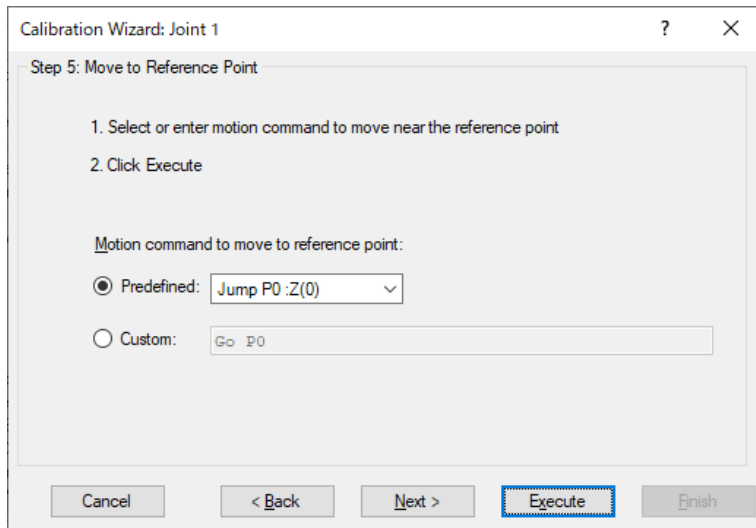 Calibration Wizard: Joint 1
?
Step 5: Move to Reference Point
1. Select or enter motion command to move near the reference point
2. Click Execute
Motion command to move to reference point:
Predefined: Jump P0 :Z(0)
Custom: Go P0
Cancel < Back Next > Execute Finish